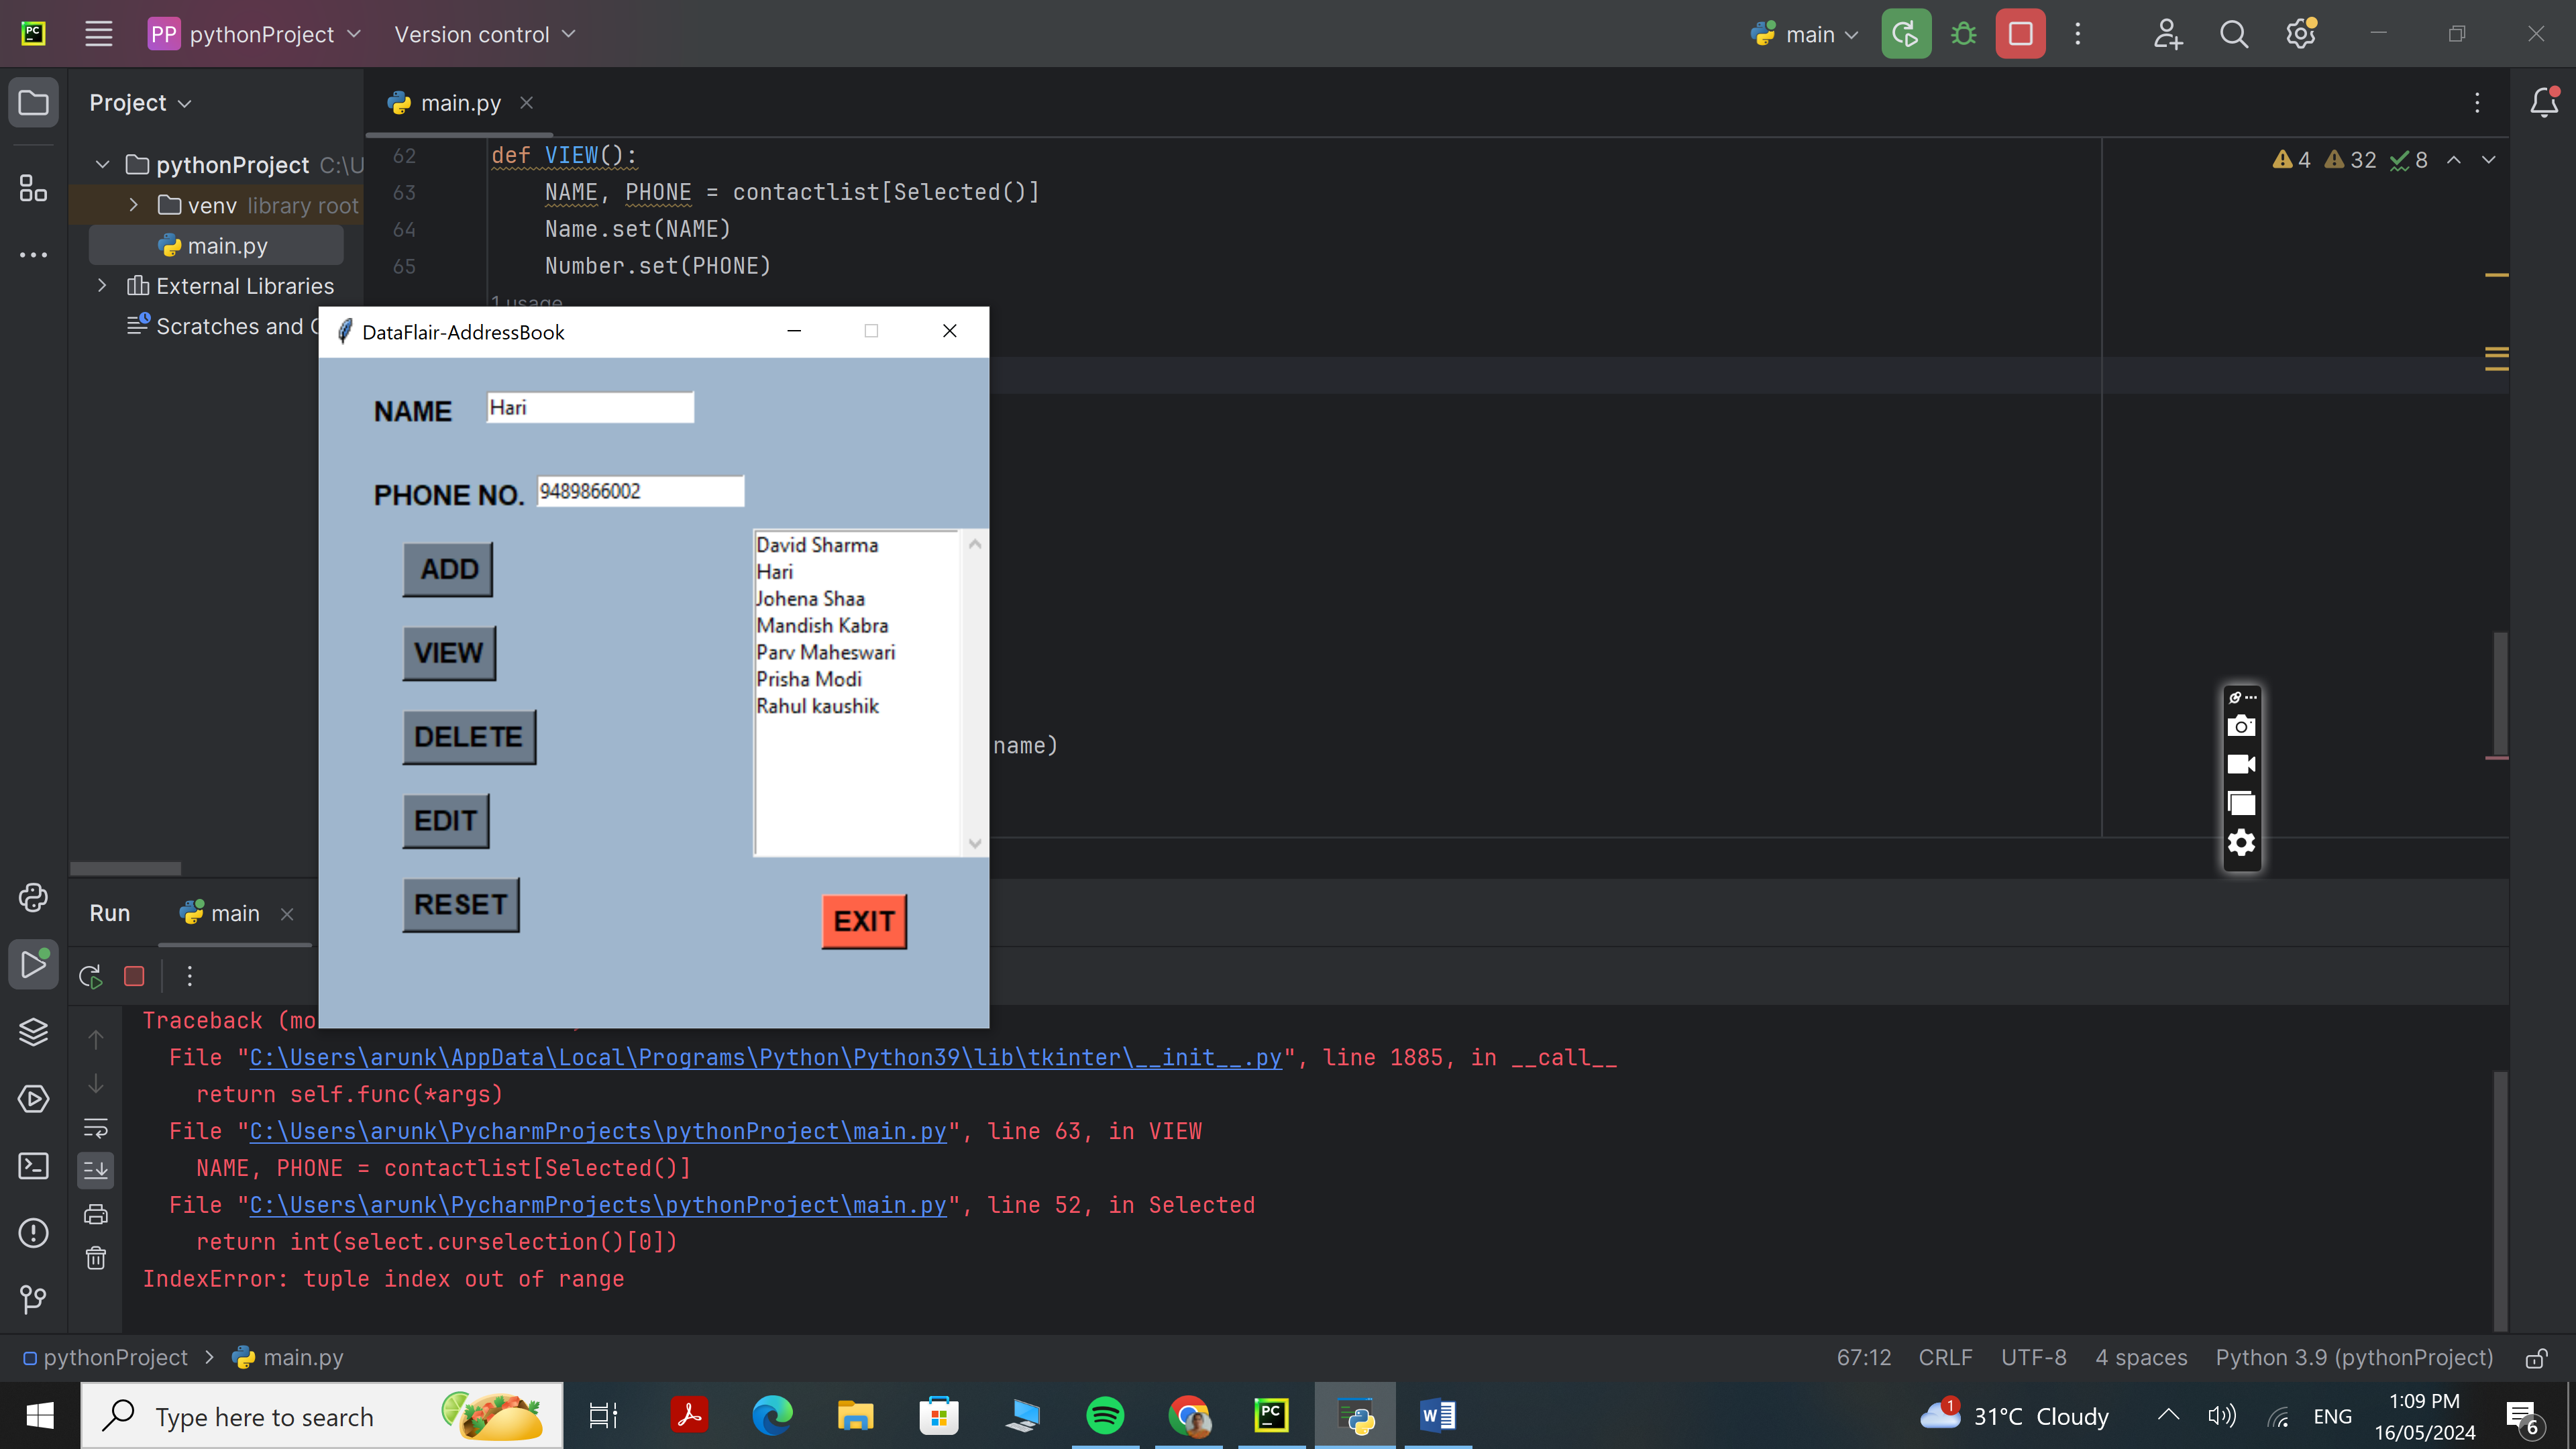 PC PP pythonProject Version control main
Project
main.py
pythonProject C:\U
venv library root
main.py
External Libraries
Scratches and
62 def VIEW():
63 NAME, PHONE = contactlist[Selected()]
64 Name.set(NAME)
65 Number.set(PHONE)
1 usage
4 32 8
name)
DataFlair-AddressBook
NAME Hari
PHONE NO. 9489866002
ADD
VIEW
DELETE
EDIT
RESET
David Sharma
Hari
Johena Shaa
Mandish Kabra
Parv Maheswari
Prisha Modi
Rahul kaushik
EXIT
Run main
Traceback (mo
File "C:\Users\arunk\AppData\Local\Programs\Python\Python39\lib\tkinter\__init__.py", line 1885, in __call__
return self.func(*args)
File "C:\Users\arunk\PycharmProjects\pythonProject\main.py", line 63, in VIEW
NAME, PHONE = contactlist[Selected()]
File "C:\Users\arunk\PycharmProjects\pythonProject\main.py", line 52, in Selected
return int(select.curselection()[0])
IndexError: tuple index out of range
pythonProject > main.py
67:12 CRLF UTF-8 4 spaces Python 3.9 (pythonProject)
Type here to search
PC
W
1
31°C Cloudy
ENG
1:09 PM
16/05/2024
6